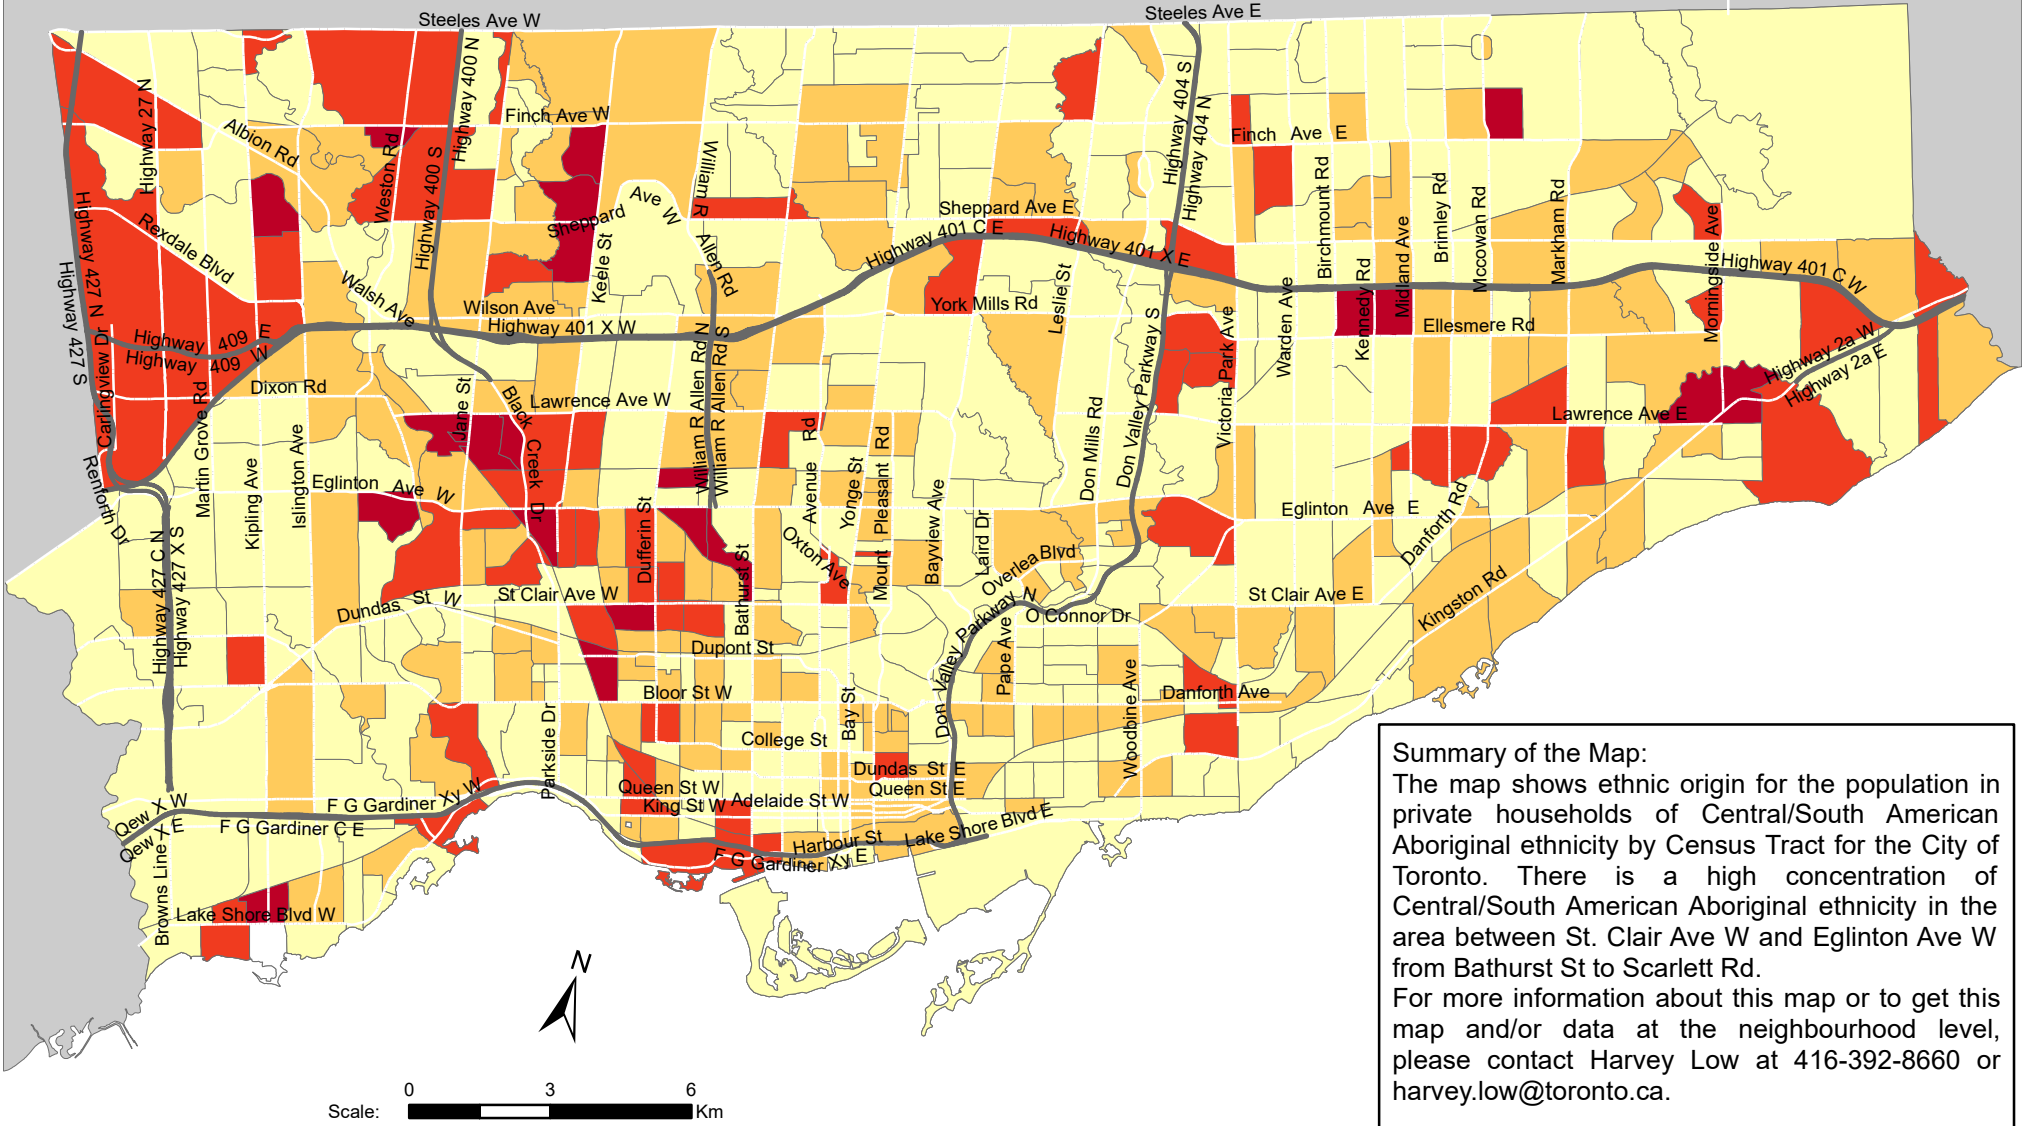 Steeles Ave W
Steeles Ave E
Highway 27 N
Highway 400 N
Highway 404 S
Highway 404 N
Albion Rd
Finch Ave W
Finch Ave E
Weston Rd
Highway 400 S
William R
Sheppard Ave W
Sheppard Ave E
Highway 427 N
Highway 427 S
Rexdale Blvd
Walsh Ave
Keele St
Allen Rd
Highway 401 C E
Highway 401 X E
Leslie St
Birchmount Rd
Kennedy Rd
Midland Ave
Brimley Rd
Mccowan Rd
Markham Rd
Morningside Ave
Highway 401 C W
Wilson Ave
Highway 401 X W
York Mills Rd
Warden Ave
Ellesmere Rd
Highway 409 E
Highway 409 W
Carlingview Dr
Martin Grove Rd
Dixon Rd
Jane St
Black Creek Dr
Lawrence Ave W
William R Allen Rd N
William R Allen Rd S
Don Valley Parkway S
Victoria Park Ave
Highway 2a W
Highway 2a E
Lawrence Ave E
Renforth Dr
Kipling Ave
Islington Ave
Eglinton Ave W
Dufferin St
Avenue Rd
Yonge St
Mount Pleasant Rd
Bayview Ave
Laird Dr
Don Mills Rd
Eglinton Ave E
Danforth Rd
Highway 427 C N
Highway 427 X S
Oxton Ave
Overlea Blvd
Bathurst St
Dundas St W
St Clair Ave W
St Clair Ave E
Kingston Rd
Don Valley Parkway N
O Connor Dr
Pape Ave
Dupont St
Woodbine Ave
Bloor St W
Danforth Ave
Parkside Dr
Bay St
College St
Dundas St E
Queen St W
Queen St E
King St W
Adelaide St W
Qew X W
Qew X E
F G Gardiner Xy W
F G Gardiner C E
Harbour St
Lake Shore Blvd E
F G Gardiner Xy E
Browns Line
Lake Shore Blvd W
N
0 3 6
Scale: Km
Summary of the Map:
The map shows ethnic origin for the population in
private households of Central/South American
Aboriginal ethnicity by Census Tract for the City of
Toronto. There is a high concentration of
Central/South American Aboriginal ethnicity in the
area between St. Clair Ave W and Eglinton Ave W
from Bathurst St to Scarlett Rd.
For more information about this map or to get this
map and/or data at the neighbourhood level,
please contact Harvey Low at 416-392-8660 or
harvey.low@toronto.ca.